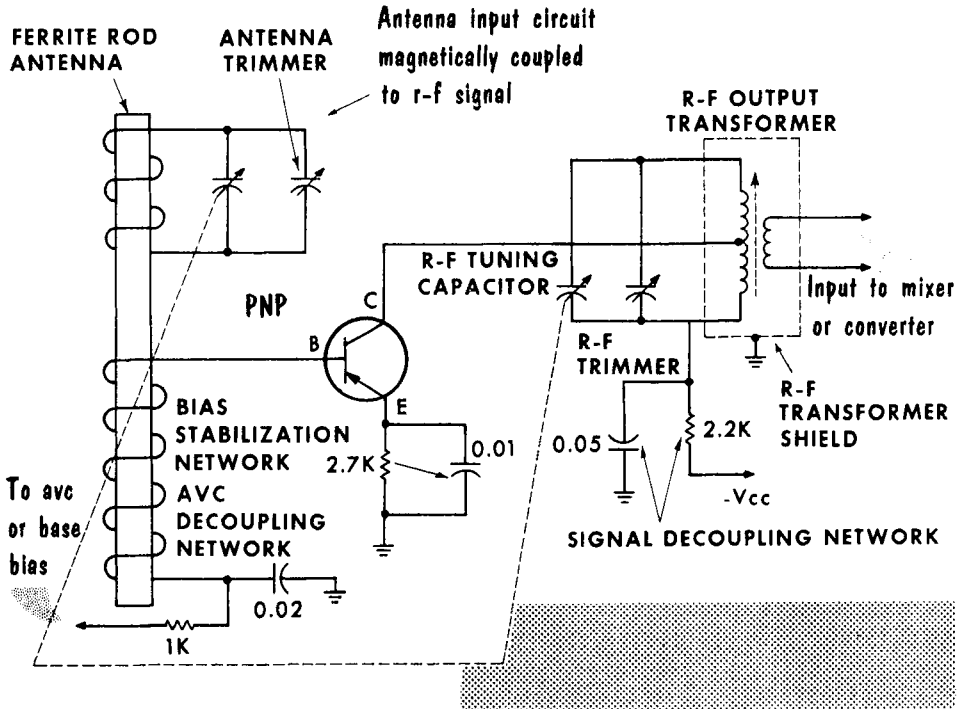 Antenna input circuit
magnetically coupled
to r-f signal
FERRITE ROD
ANTENNA
ANTENNA
TRIMMER
R-F OUTPUT
TRANSFORMER
R-F TUNING
CAPACITOR
PNP
C
B
E
Input to mixer
or converter
R-F
TRIMMER
R-F
TRANSFORMER
SHIELD
BIAS
STABILIZATION
NETWORK
2.7K
0.01
0.05
2.2K
-Vcc
To avc
or base
bias
AVC
DECOUPLING
NETWORK
SIGNAL DECOUPLING NETWORK
0.02
1K